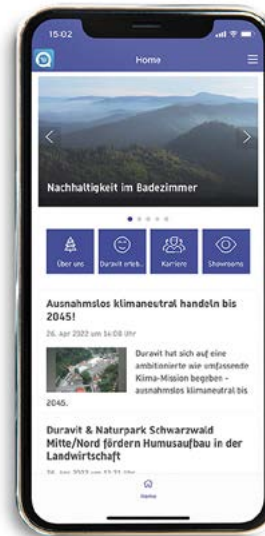 15:02
Home
Nachhaltigkeit im Badezimmer
Über uns
Duravit erleb...
Karriere
Showrooms
Ausnahmslos klimaneutral handeln bis
2045!
26. Apr 2022 um 14:08 Uhr
Duravit hat sich auf eine
ambitionierte wie umfassende
Klima-Mission begeben -
ausnahmslos klimaneutral bis
2045.
Duravit & Naturpark Schwarzwald
Mitte/Nord fördern Humusaufbau in der
Landwirtschaft
Home